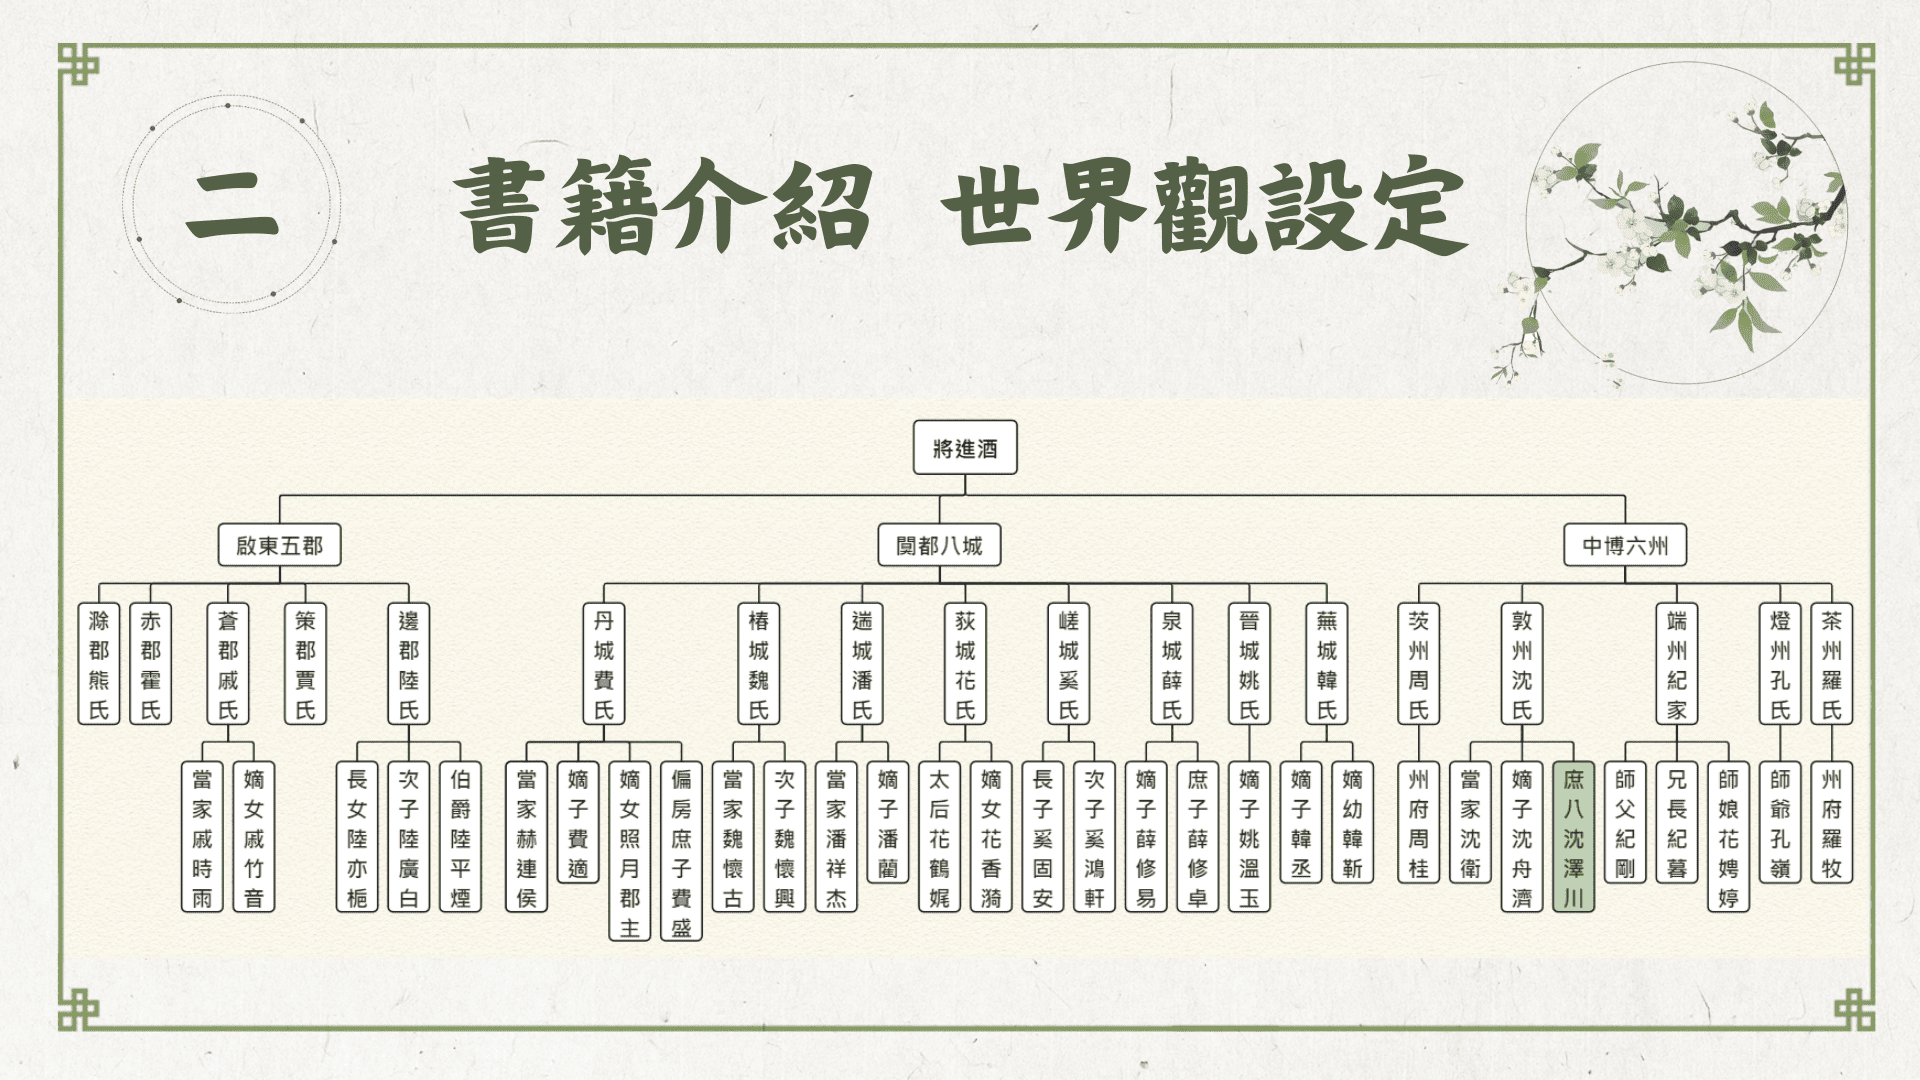 二
書籍介紹 世界觀設定
將進酒
啟東五郡
闃都八城
中博六州
滁郡熊氏
赤郡霍氏
蒼郡戚氏
策郡賈氏
邊郡陸氏
丹城費氏
椿城魏氏
遄城潘氏
荻城花氏
嵯城奚氏
泉城薛氏
晉城姚氏
蕪城韓氏
茨州周氏
敦州沈氏
端州紀家
燈州孔氏
茶州羅氏
當家戚時雨
嫡女戚竹音
長女陸亦梔
次子陸廣白
伯爵陸平煙
當家赫連侯
嫡子費適
嫡女照月郡主
偏房庶子費盛
當家魏懷古
次子魏懷興
當家潘祥杰
嫡子潘藺
太后花鶴娓
嫡女花香漪
長子奚固安
次子奚鴻軒
嫡子薛修易
庶子薛修卓
嫡子姚溫玉
嫡子韓丞
嫡幼韓靳
州府周桂
當家沈衛
嫡子沈舟濟
庶八沈澤川
師父紀剛
兄長紀暮
師娘花娉婷
師爺孔嶺
州府羅牧